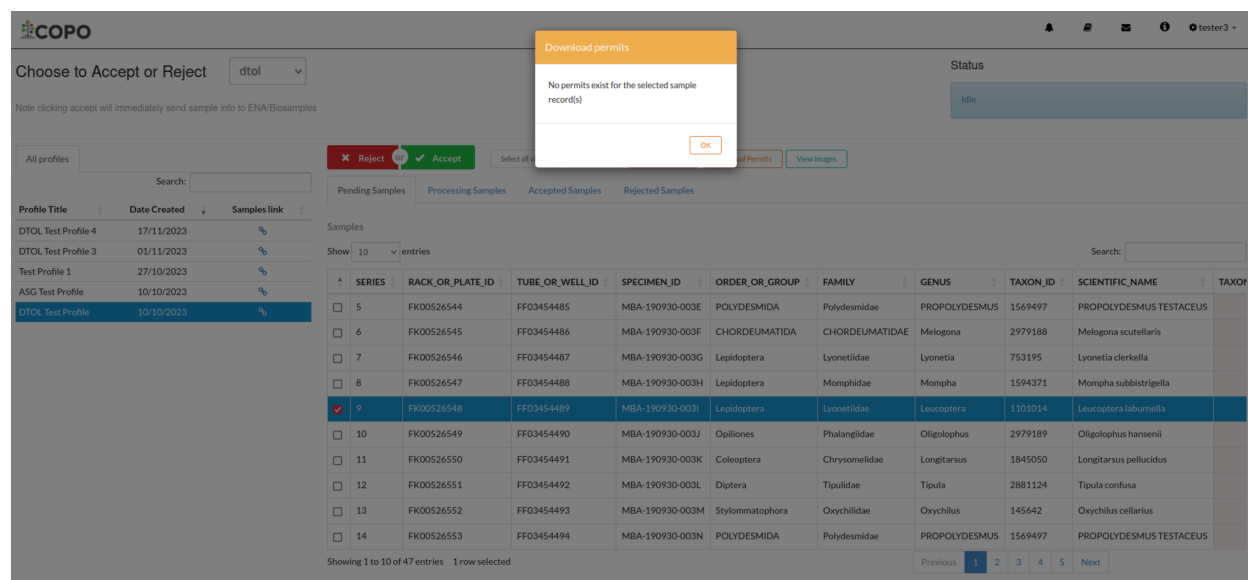 COPO
tester3
Choose to Accept or Reject
dtol
Note clicking accept will immediately send sample info to ENA/Biosamples
Status
Idle
Download permits
No permits exist for the selected sample
record(s)
OK
All profiles
Search:
Profile Title Date Created Samples link
DTOL Test Profile 4 17/11/2023
DTOL Test Profile 3 01/11/2023
Test Profile 1 27/10/2023
ASG Test Profile 10/10/2023
DTOL Test Profile 10/10/2023
Reject or Accept Select all View Images
Pending Samples Processing Samples Accepted Samples Rejected Samples
Samples
Show 10 entries
Search:
SERIES RACK_OR_PLATE_ID TUBE_OR_WELL_ID SPECIMEN_ID ORDER_OR_GROUP FAMILY GENUS TAXON_ID SCIENTIFIC_NAME TAXON
5 FK00526544 FF03454485 MBA-190930-003E POLYDESMIDA Polydesmidae PROPOLYDESMUS 1569497 PROPOLYDESMUS TESTACEUS
6 FK00526545 FF03454486 MBA-190930-003F CHORDEUMATIDA CHORDEUMATIDAE Melogona 2979188 Melogona scutellaris
7 FK00526546 FF03454487 MBA-190930-003G Lepidoptera Lyonetiidae Lyonetia 753195 Lyonetia clerkella
8 FK00526547 FF03454488 MBA-190930-003H Lepidoptera Momphidae Mompha 1594371 Mompha subbistrigella
9 FK00526548 FF03454489 MBA-190930-003I Lepidoptera Lyonetiidae Leucoptera 1101014 Leucoptera laburnella
10 FK00526549 FF03454490 MBA-190930-003J Opiliones Phalangiidae Oligolophus 2979189 Oligolophus hansenii
11 FK00526550 FF03454491 MBA-190930-003K Coleoptera Chrysomelidae Longitarsus 1845050 Longitarsus pellucidus
12 FK00526551 FF03454492 MBA-190930-003L Diptera Tipulidae Tipula 2881124 Tipula confusa
13 FK00526552 FF03454493 MBA-190930-003M Stylommatophora Oxychilidae Oxychilus 145642 Oxychilus cellarius
14 FK00526553 FF03454494 MBA-190930-003N POLYDESMIDA Polydesmidae PROPOLYDESMUS 1569497 PROPOLYDESMUS TESTACEUS
Showing 1 to 10 of 47 entries 1 row selected
Previous 1 2 3 4 5 Next